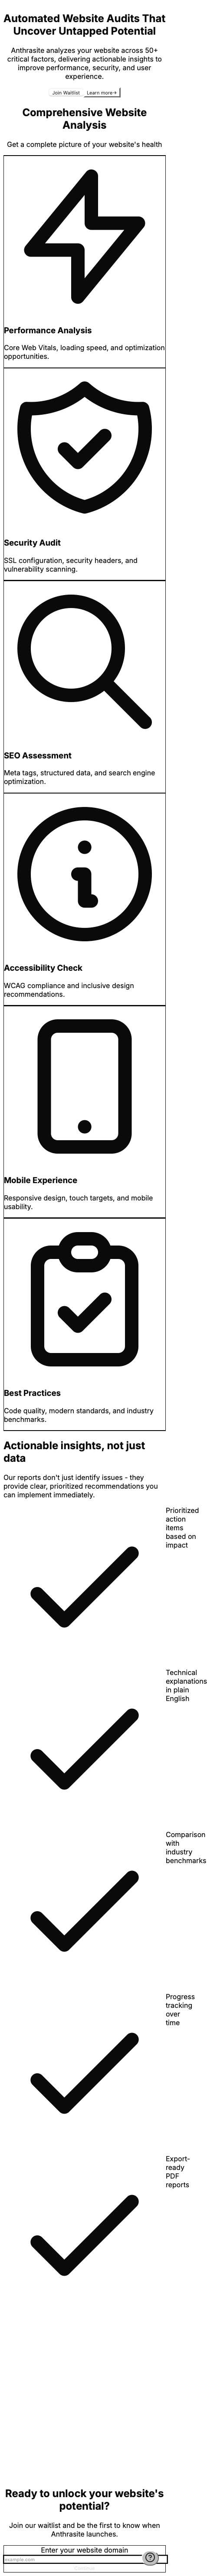 Automated Website Audits That
Uncover Untapped Potential
Anthrasite analyzes your website across 50+
critical factors, delivering actionable insights to
improve performance, security, and user
experience.
Join Waitlist
Learn more→
Comprehensive Website
Analysis
Get a complete picture of your website's health
Performance Analysis
Core Web Vitals, loading speed, and optimization
opportunities.
Security Audit
SSL configuration, security headers, and
vulnerability scanning.
SEO Assessment
Meta tags, structured data, and search engine
optimization.
Accessibility Check
WCAG compliance and inclusive design
recommendations.
Mobile Experience
Responsive design, touch targets, and mobile
usability.
Best Practices
Code quality, modern standards, and industry
benchmarks.
Actionable insights, not just
data
Our reports don't just identify issues - they
provide clear, prioritized recommendations you
can implement immediately.
Prioritized
action
items
based on
impact
Technical
explanations
in plain
English
Comparison
with
industry
benchmarks
Progress
tracking
over
time
Export-
ready
PDF
reports
Ready to unlock your website's
potential?
Join our waitlist and be the first to know when
Anthrasite launches.
Enter your website domain
example.com
?